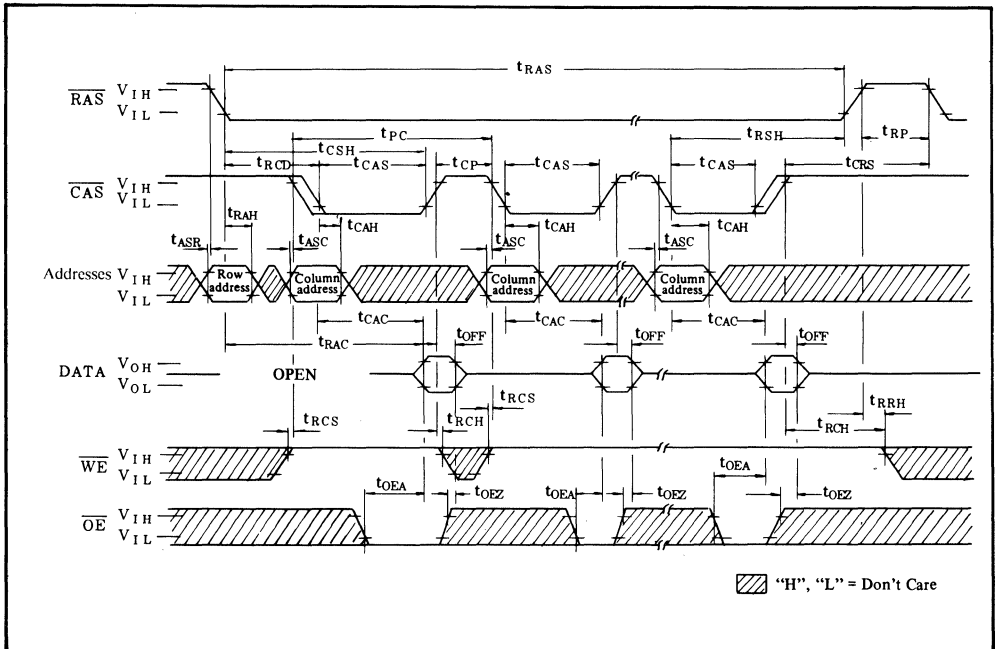 tRAS
RAS VIH
VIL
tPC tRSH tRP
tCSH
tRCD tCAS tCP tCAS tCAS tCRS
CAS VIH
VIL
tRAH tCAH tCAH tCAH
tASR tASC tASC tASC
Addresses VIH
VIL
Row address
Column address
Column address
Column address
tCAC tCAC tCAC
tRAC tOFF tOFF tOFF
DATA VOH
VOL
OPEN
tRCS tRCH tRCS tRCH tRRH
WE VIH
VIL
tOEA tOEZ tOEA tOEZ tOEA tOEZ
OE VIH
VIL
"H", "L" = Don't Care